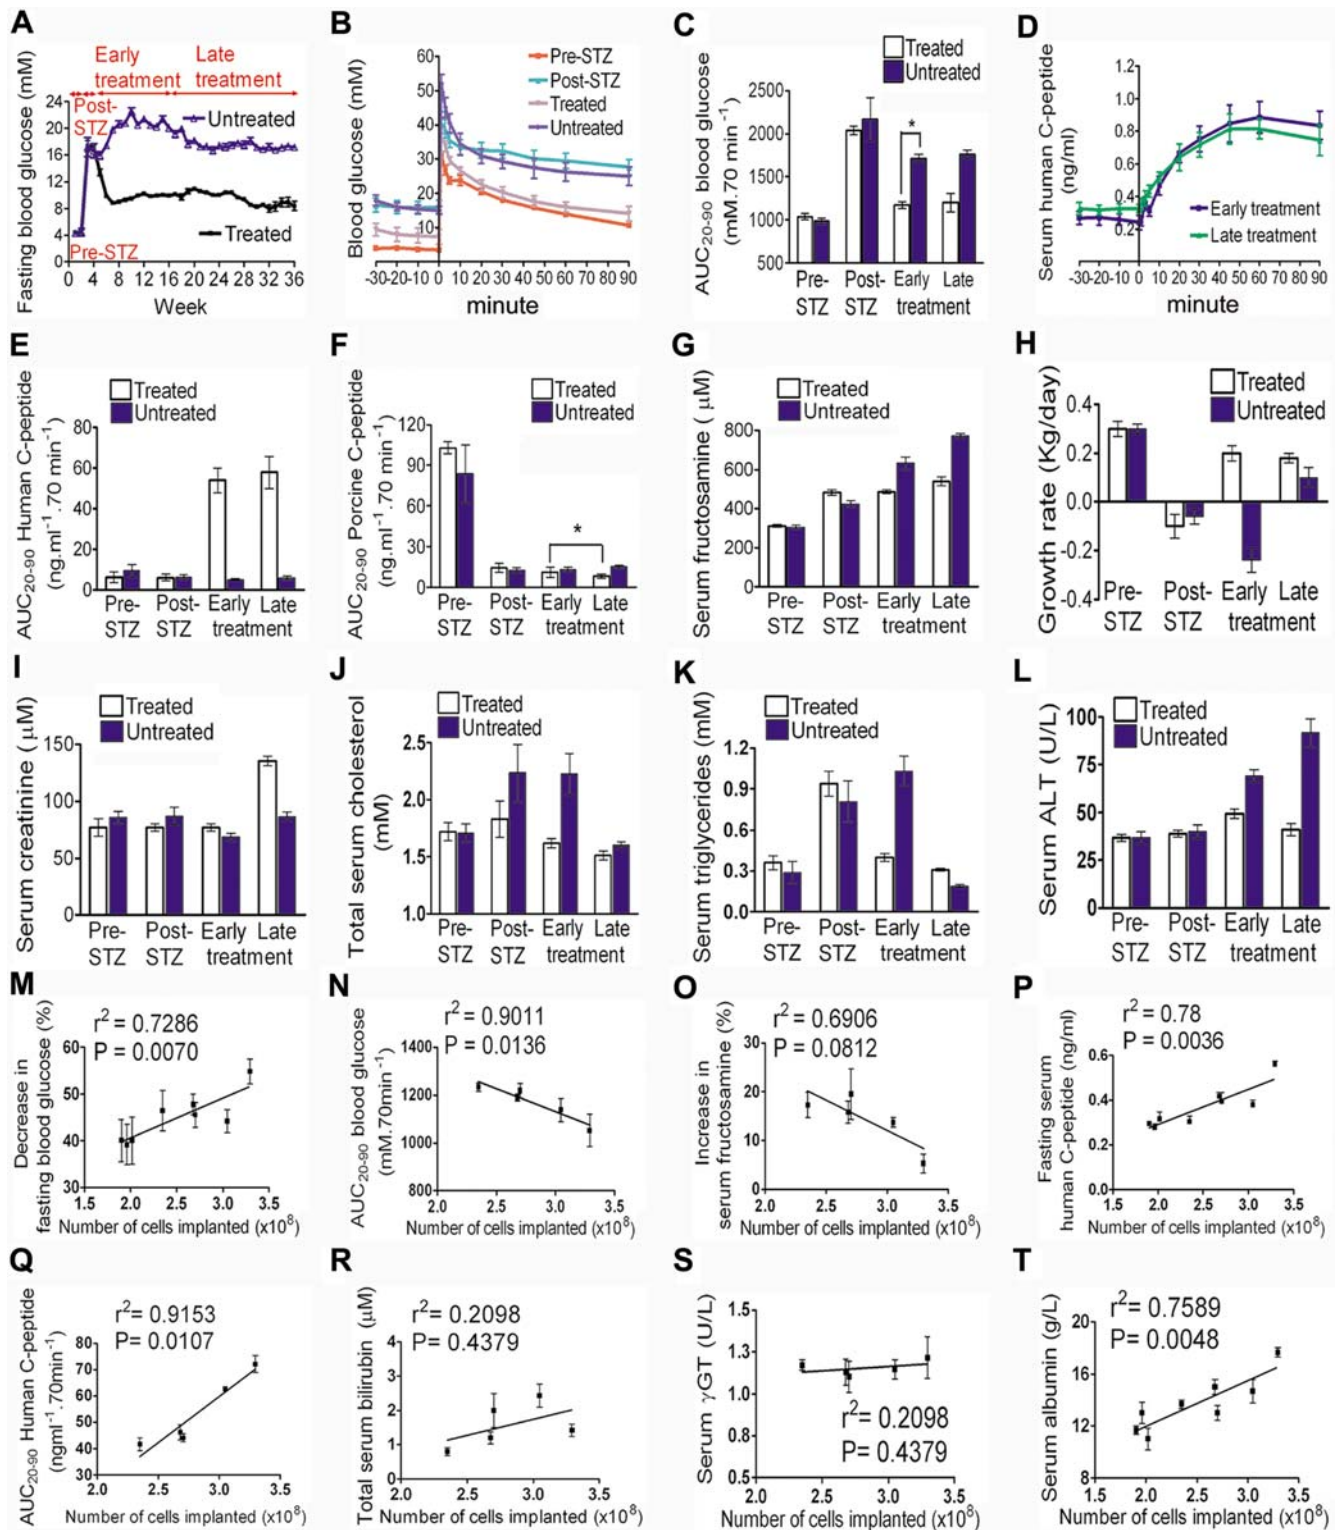 A
Fasting blood glucose (mM)
Early
treatment
Late
treatment
Post-
STZ
Untreated
Treated
Pre-STZ
24
20
16
12
8
4
0
0 4 8 12 16 20 24 28 32 36
Week
B
Blood glucose (mM)
Pre-STZ
Post-STZ
Treated
Untreated
60
50
40
30
20
10
-30 -20 -10 0 10 20 30 40 50 60 70 80 90
minute
C
AUC20-90 blood glucose
(mM.70 min-1)
Treated
Untreated
*
2500
2000
1500
1000
500
Pre-
STZ
Post-
STZ
Early Late
treatment
D
Serum human C-peptide
(ng/ml)
1.2
1.0
0.8
0.6
0.4
0.2
Early treatment
Late treatment
-30 -20 -10 0 10 20 30 40 50 60 70 80 90
minute
E
AUC20-90 Human C-peptide
(ng.ml-1.70 min-1)
Treated
Untreated
80
60
40
20
0
Pre-
STZ
Post-
STZ
Early Late
treatment
F
AUC20-90 Porcine C-peptide
(ng.ml-1.70 min-1)
Treated
Untreated
*
120
90
60
30
0
Pre-
STZ
Post-
STZ
Early Late
treatment
G
Serum fructosamine ( μM)
Treated
Untreated
800
600
400
200
0
Pre-
STZ
Post-
STZ
Early Late
treatment
H
Growth rate (Kg/day)
Treated
Untreated
0.4
0.2
0.0
-0.2
-0.4
Pre-
STZ
Post-
STZ
Early Late
treatment
I
Serum creatinine ( μM)
Treated
Untreated
150
100
50
0
Pre-
STZ
Post-
STZ
Early Late
treatment
J
Total serum cholesterol
(mM)
Treated
Untreated
2.5
2.0
1.5
1.0
Pre-
STZ
Post-
STZ
Early Late
treatment
K
Serum triglycerides (mM)
Treated
Untreated
1.2
0.9
0.6
0.3
0.0
Pre-
STZ
Post-
STZ
Early Late
treatment
L
Serum ALT (U/L)
Treated
Untreated
100
75
50
25
0
Pre-
STZ
Post-
STZ
Early Late
treatment
M
Decrease in
fasting blood glucose (%)
r2 = 0.7286
P = 0.0070
60
50
40
30
1.5 2.0 2.5 3.0 3.5
Number of cells implanted (x108)
N
AUC20-90 blood glucose
(mM.70min-1)
r2 = 0.9011
P = 0.0136
1400
1200
1000
800
2.0 2.5 3.0 3.5
Number of cells implanted (x108)
O
Increase in
serum fructosamine (%)
r2 = 0.6906
P = 0.0812
30
20
10
0
2.0 2.5 3.0 3.5
Number of cells implanted (x108)
P
Fasting serum
human C-peptide (ng/ml)
r2 = 0.78
P = 0.0036
0.6
0.4
0.2
0.0
1.5 2.0 2.5 3.0 3.5
Number of cells implanted (x108)
Q
AUC20-90 Human C-peptide
(ngml-1.70min-1)
r2= 0.9153
P= 0.0107
80
70
60
50
40
30
2.0 2.5 3.0 3.5
Number of cells implanted (x108)
R
Total serum bilirubin (μM)
r2= 0.2098
P= 0.4379
4
3
2
1
0
2.0 2.5 3.0 3.5
Number of cells implanted (x108)
S
Serum γGT (U/L)
1.5
1.3
1.0
0.8
0.5
r2= 0.2098
P= 0.4379
2.0 2.5 3.0 3.5
Number of cells implanted (x108)
T
Serum albumin (g/L)
r2= 0.7589
P= 0.0048
20
16
12
8
1.5 2.0 2.5 3.0 3.5
Number of cells implanted (x108)